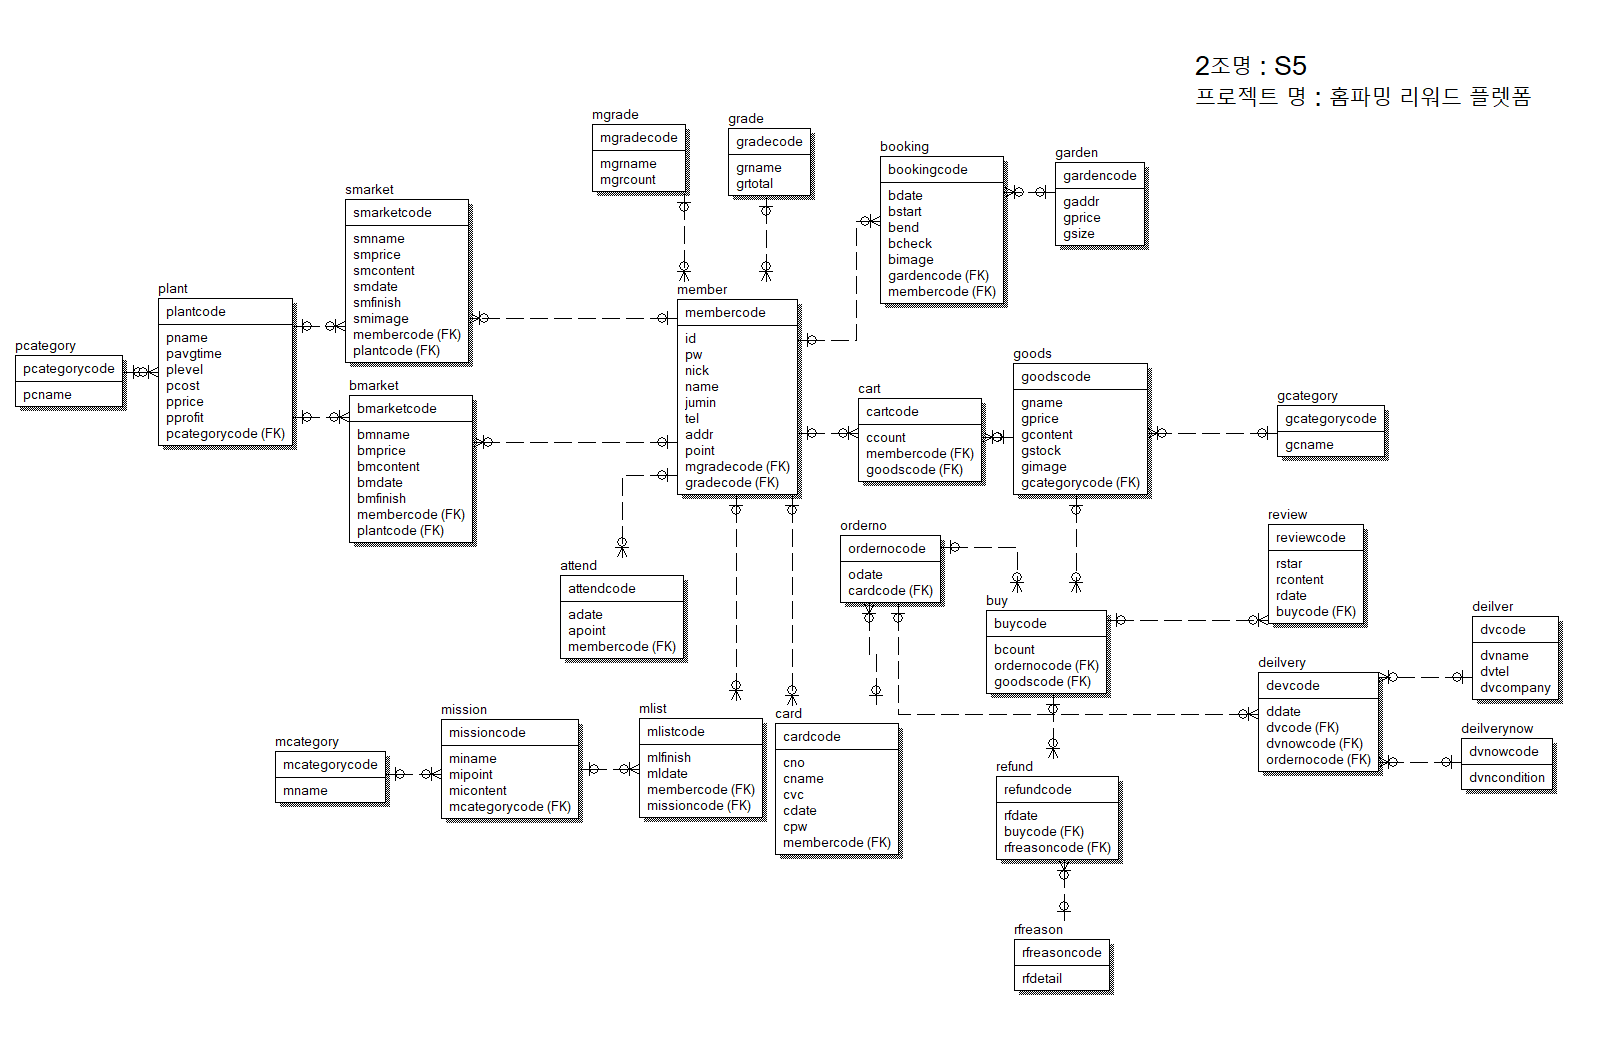 2조명 : S5
프로젝트 명 : 홈파밍 리워드 플렛폼
mgrade
mgradecode
mgrname
mgrcount
grade
gradecode
grname
grtotal
booking
bookingcode
bdate
bstart
bend
bcheck
bimage
gardencode (FK)
membercode (FK)
garden
gardencode
gaddr
gprice
gsize
smarket
smarketcode
smname
smprice
smcontent
smdate
smfinish
smimage
membercode (FK)
plantcode (FK)
plant
plantcode
pname
pavgtime
plevel
pcost
pprice
pprofit
pcategorycode (FK)
pcategory
pcategorycode
pcname
bmarket
bmarketcode
bmname
bmprice
bmcontent
bmdate
bmfinish
membercode (FK)
plantcode (FK)
member
membercode
id
pw
nick
name
jumin
tel
addr
point
mgradecode (FK)
gradecode (FK)
cart
cartcode
ccount
membercode (FK)
goodscode (FK)
goods
goodscode
gname
gprice
gcontent
gstock
gimage
gcategorycode (FK)
gcategory
gcategorycode
gcname
attend
attendcode
adate
apoint
membercode (FK)
orderno
ordernocode
odate
cardcode (FK)
buy
buycode
bcount
ordernocode (FK)
goodscode (FK)
review
reviewcode
rstar
rcontent
rdate
buycode (FK)
deilver
dvcode
dvname
dvtel
dvcompany
deilvery
devcode
ddate
dvcode (FK)
dvnowcode (FK)
ordernocode (FK)
deilverynow
dvnowcode
dvncondition
mcategory
mcategorycode
mname
mission
missioncode
miname
mipoint
micontent
mcategorycode (FK)
mlist
mlistcode
mlfinish
mldate
membercode (FK)
missioncode (FK)
card
cardcode
cno
cname
cvc
cdate
cpw
membercode (FK)
refund
refundcode
rfdate
buycode (FK)
rfreasoncode (FK)
rfreason
rfreasoncode
rfdetail